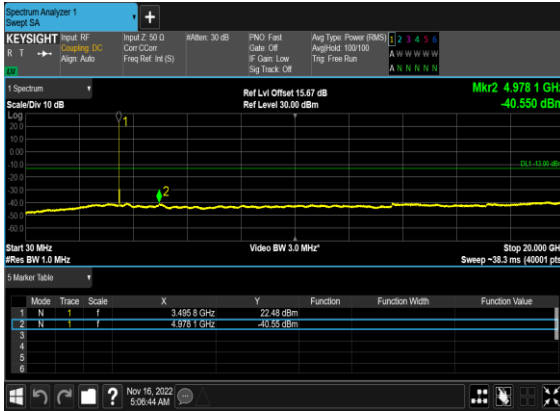 Spectrum Analyzer 1
Swept SA
+
KEYSIGHT Input: RF Input Z: 50 Ω #Atten: 30 dB PNO: Fast Avg Type: Power (RMS) 1 2 3 4 5 6
R T Coupling: DC Corr CCorr Gate: Off Avg|Hold: 100/100 A W W W W W
Align: Auto Freq Ref: Int (S) IF Gain: Low Trig: Free Run
Sig Track: Off A N N N N N
1 Spectrum Ref Lvl Offset 15.67 dB Mkr2 4.978 1 GHz
Scale/Div 10 dB Ref Level 30.00 dBm -40.550 dBm
Log
20.0 1
10.0
0.00
-10.0 DL1 -13.00 dBm
-20.0
-30.0 2
-40.0
-50.0
-60.0
Start 30 MHz Video BW 3.0 MHz* Stop 20.000 GHz
#Res BW 1.0 MHz Sweep ~38.3 ms (40001 pts)
5 Marker Table
Mode Trace Scale X Y Function Function Width Function Value
1 N 1 f 3.495 8 GHz 22.48 dBm
2 N 1 f 4.978 1 GHz -40.55 dBm
3
4
5
6
? Nov 16, 2022
5:06:44 AM